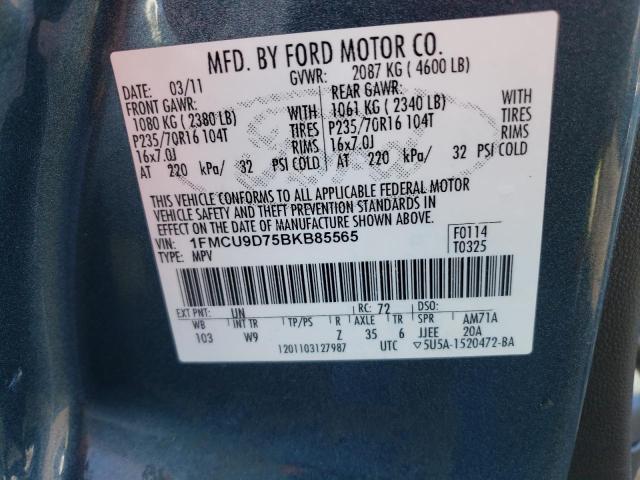 MFD. BY FORD MOTOR CO.
DATE: 03/11 GVWR: 2087 KG ( 4600 LB)
FRONT GAWR: REAR GAWR:
1080 KG ( 2380 LB) WITH 1061 KG ( 2340 LB) WITH
P235/70R16 104T TIRES P235/70R16 104T TIRES
16x7.0J RIMS 16x7.0J RIMS
AT 220 kPa/ 32 PSI COLD AT 220 kPa/ 32 PSI COLD
THIS VEHICLE CONFORMS TO ALL APPLICABLE FEDERAL MOTOR
VEHICLE SAFETY AND THEFT PREVENTION STANDARDS IN
EFFECT ON THE DATE OF MANUFACTURE SHOWN ABOVE.
VIN: 1FMCU9D75BKB85565 F0114
TYPE: MPV T0325
EXT PNT: UN RC: 72 DSO:
WB INT TR TP/PS R AXLE TR SPR AM71A
103 W9 Z 35 6 JJEE 20A
1201103127987 UTC ▽5U5A-1520472-BA